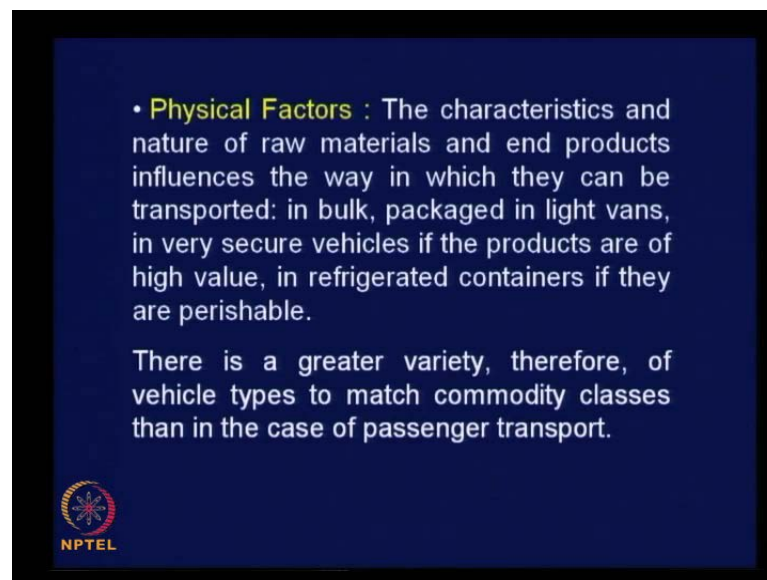 • Physical Factors : The characteristics and
nature of raw materials and end products
influences the way in which they can be
transported: in bulk, packaged in light vans,
in very secure vehicles if the products are of
high value, in refrigerated containers if they
are perishable.
There is a greater variety, therefore, of
vehicle types to match commodity classes
than in the case of passenger transport.
NPTEL